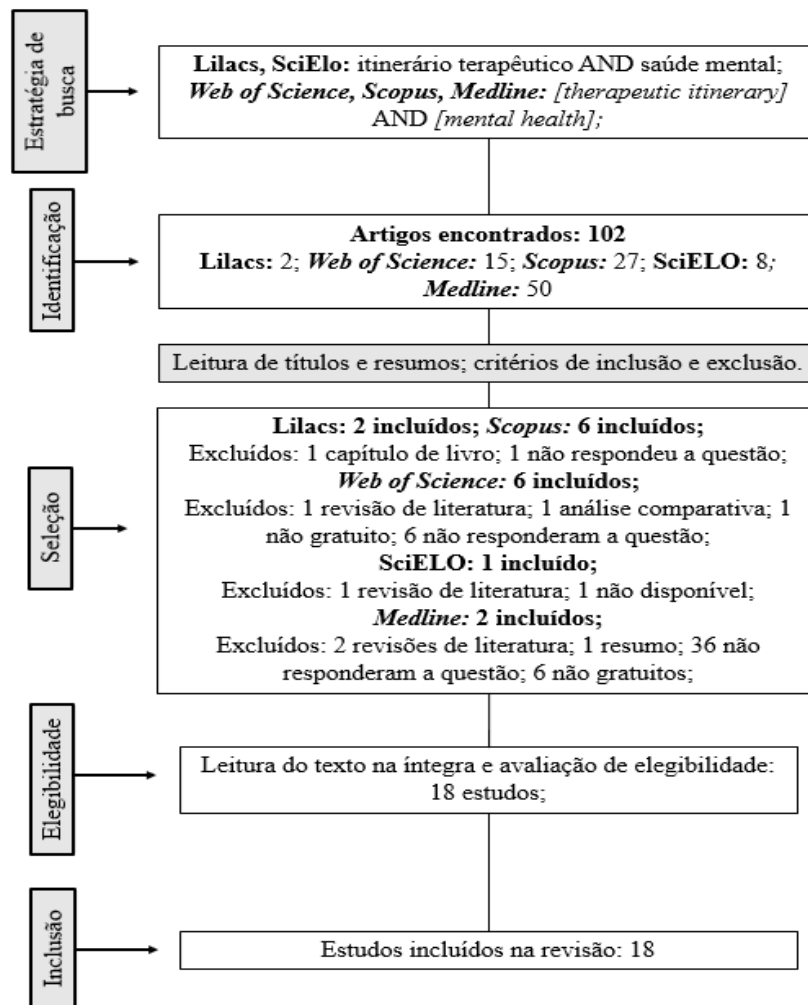 Estratégia de
busca
Lilacs, SciElo: itinerário terapêutico AND saúde mental;
Web of Science, Scopus, Medline: [therapeutic itinerary]
AND [mental health];
Identificação
Artigos encontrados: 102
Lilacs: 2; Web of Science: 15; Scopus: 27; SciELO: 8;
Medline: 50
Leitura de títulos e resumos; critérios de inclusão e exclusão.
Seleção
Lilacs: 2 incluídos; Scopus: 6 incluídos;
Excluídos: 1 capítulo de livro; 1 não respondeu a questão;
Web of Science: 6 incluídos;
Excluídos: 1 revisão de literatura; 1 análise comparativa; 1
não gratuito; 6 não responderam a questão;
SciELO: 1 incluído;
Excluídos: 1 revisão de literatura; 1 não disponível;
Medline: 2 incluídos;
Excluídos: 2 revisões de literatura; 1 resumo; 36 não
responderam a questão; 6 não gratuitos;
Elegibilidade
Leitura do texto na íntegra e avaliação de elegibilidade:
18 estudos;
Inclusão
Estudos incluídos na revisão: 18